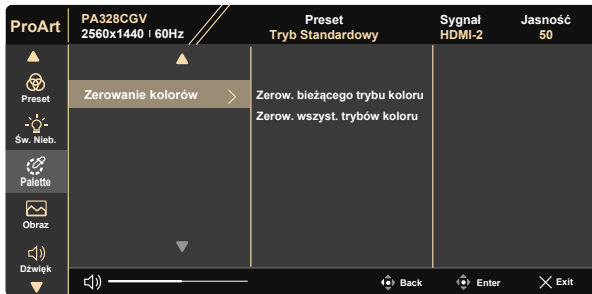 ProArt
PA328CGV
2560x1440 | 60Hz
Preset
Tryb Standardowy
Sygnał
HDMI-2
Jasność
50
Preset
Św. Nieb.
Palette
Obraz
Dźwięk
Zerowanie kolorów
Zerow. bieżącego trybu koloru
Zerow. wszyst. trybów koloru
Back
Enter
Exit